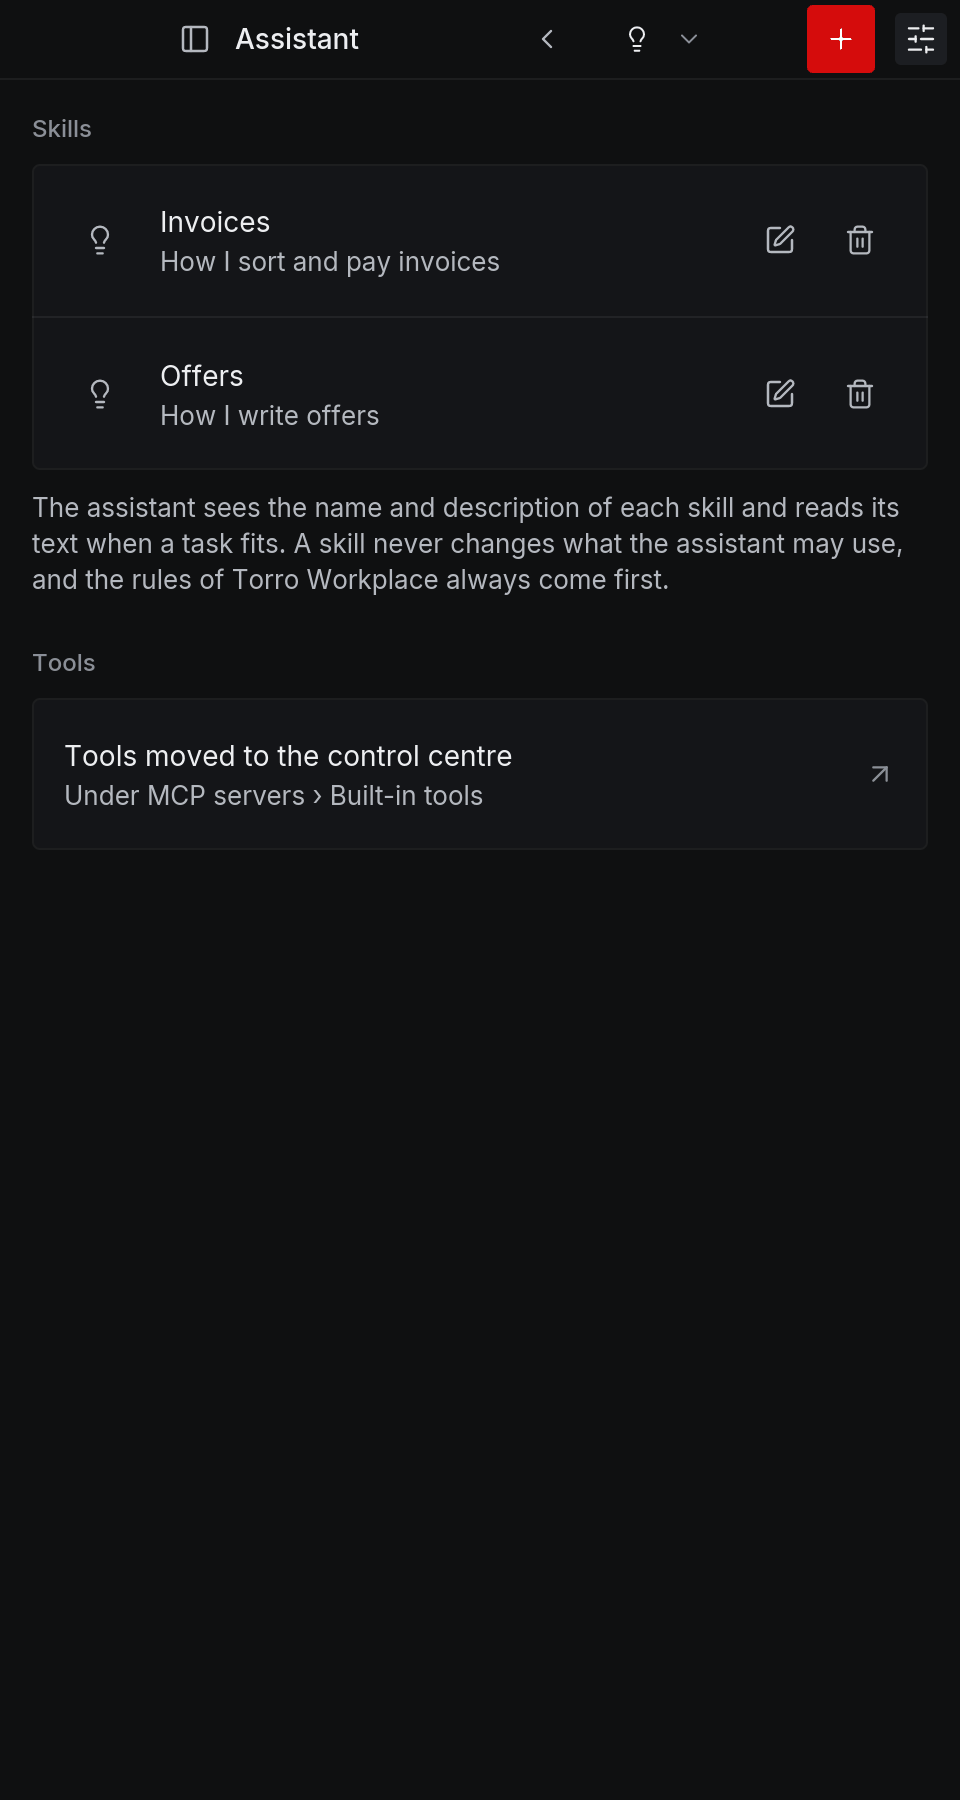 Assistant
Skills
Invoices
How I sort and pay invoices
Offers
How I write offers
The assistant sees the name and description of each skill and reads its
text when a task fits. A skill never changes what the assistant may use,
and the rules of Torro Workplace always come first.
Tools
Tools moved to the control centre
Under MCP servers › Built-in tools